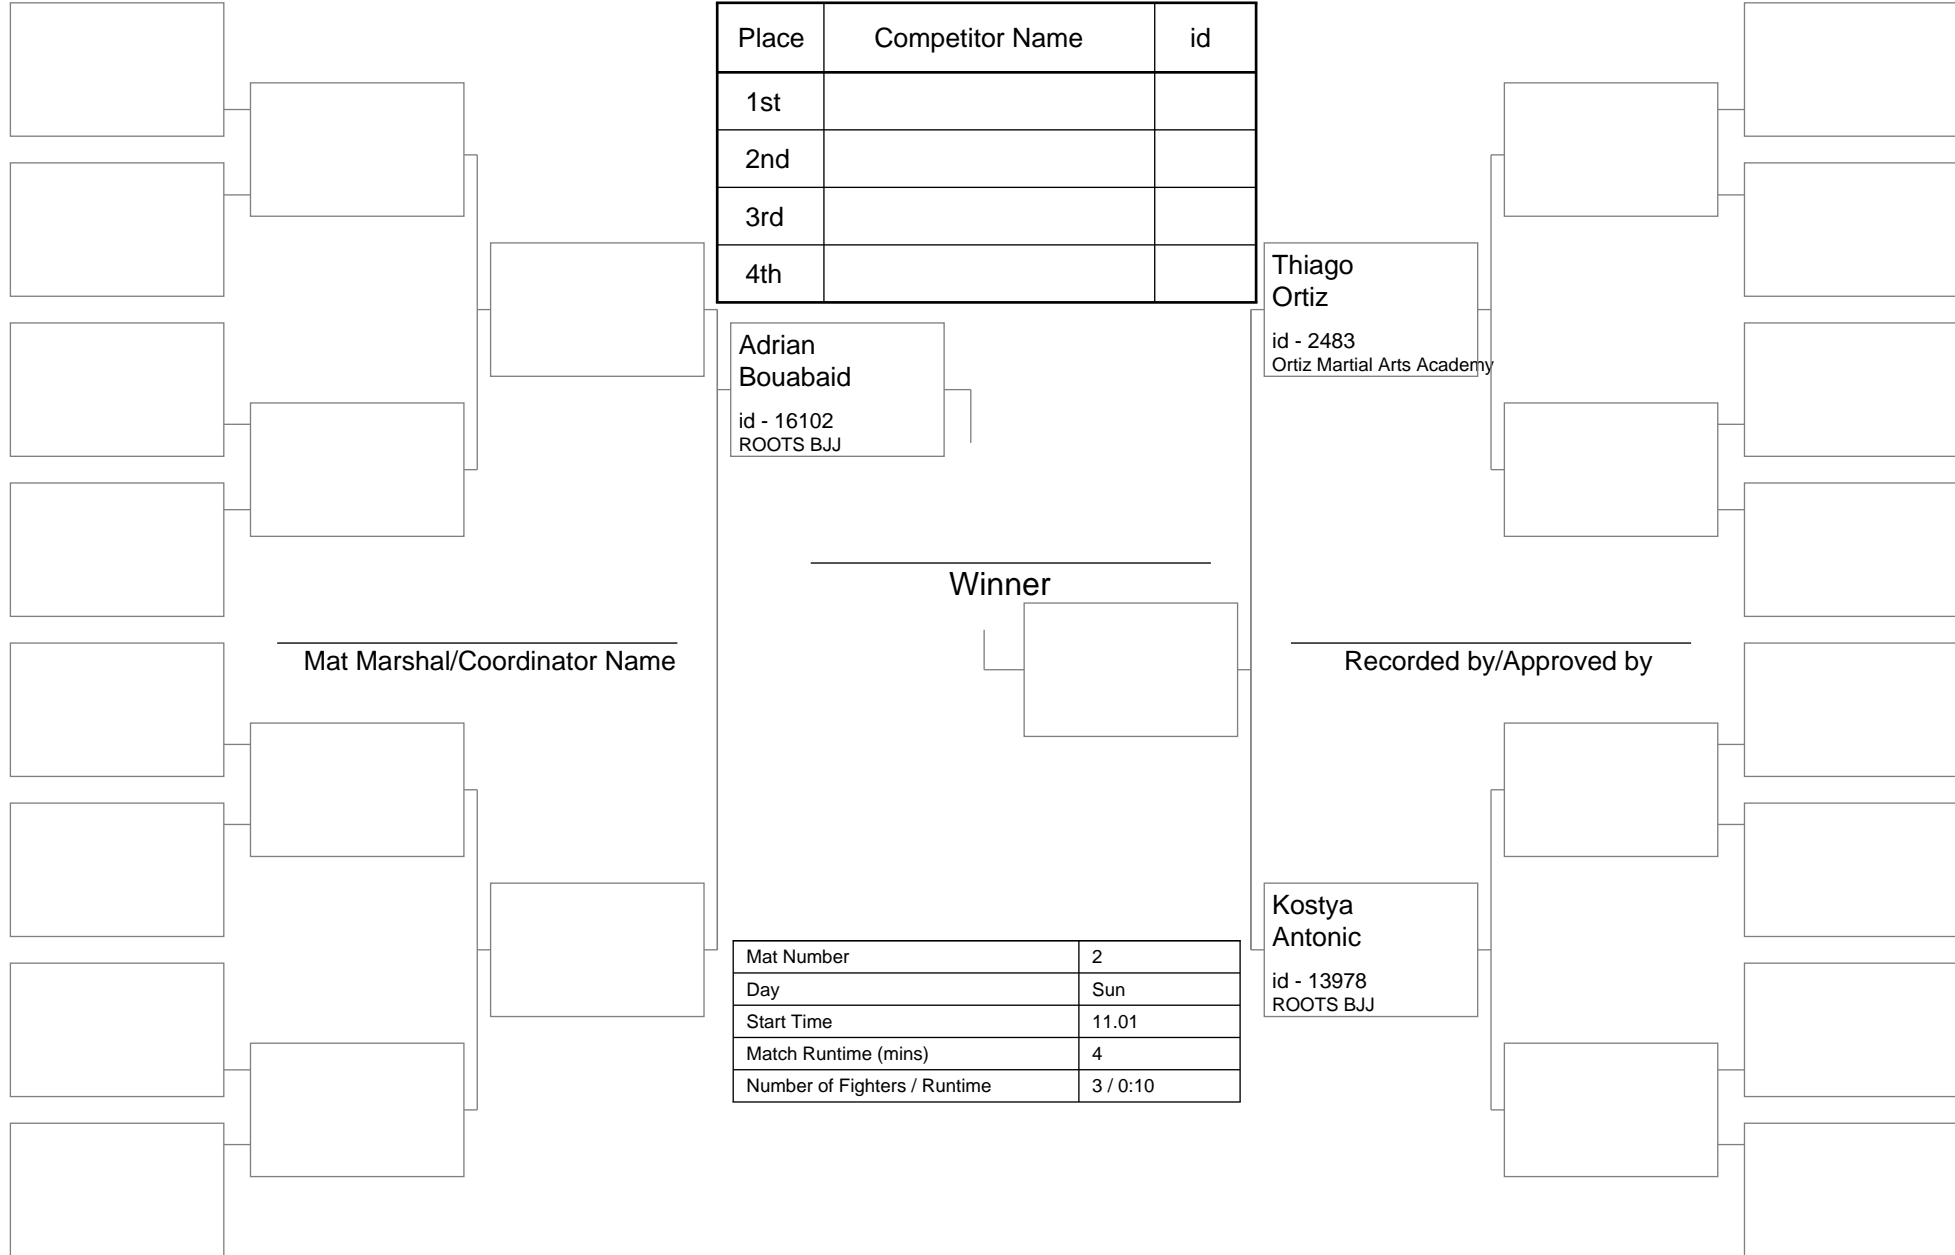 Place Competitor Name id
1st
2nd
3rd
4th
Adrian
Bouabaid
id - 16102
ROOTS BJJ
Thiago
Ortiz
id - 2483
Ortiz Martial Arts Academy
Winner
Mat Marshal/Coordinator Name
Recorded by/Approved by
Kostya
Antonic
id - 13978
ROOTS BJJ
Mat Number 2
Day Sun
Start Time 11.01
Match Runtime (mins) 4
Number of Fighters / Runtime 3 / 0:10